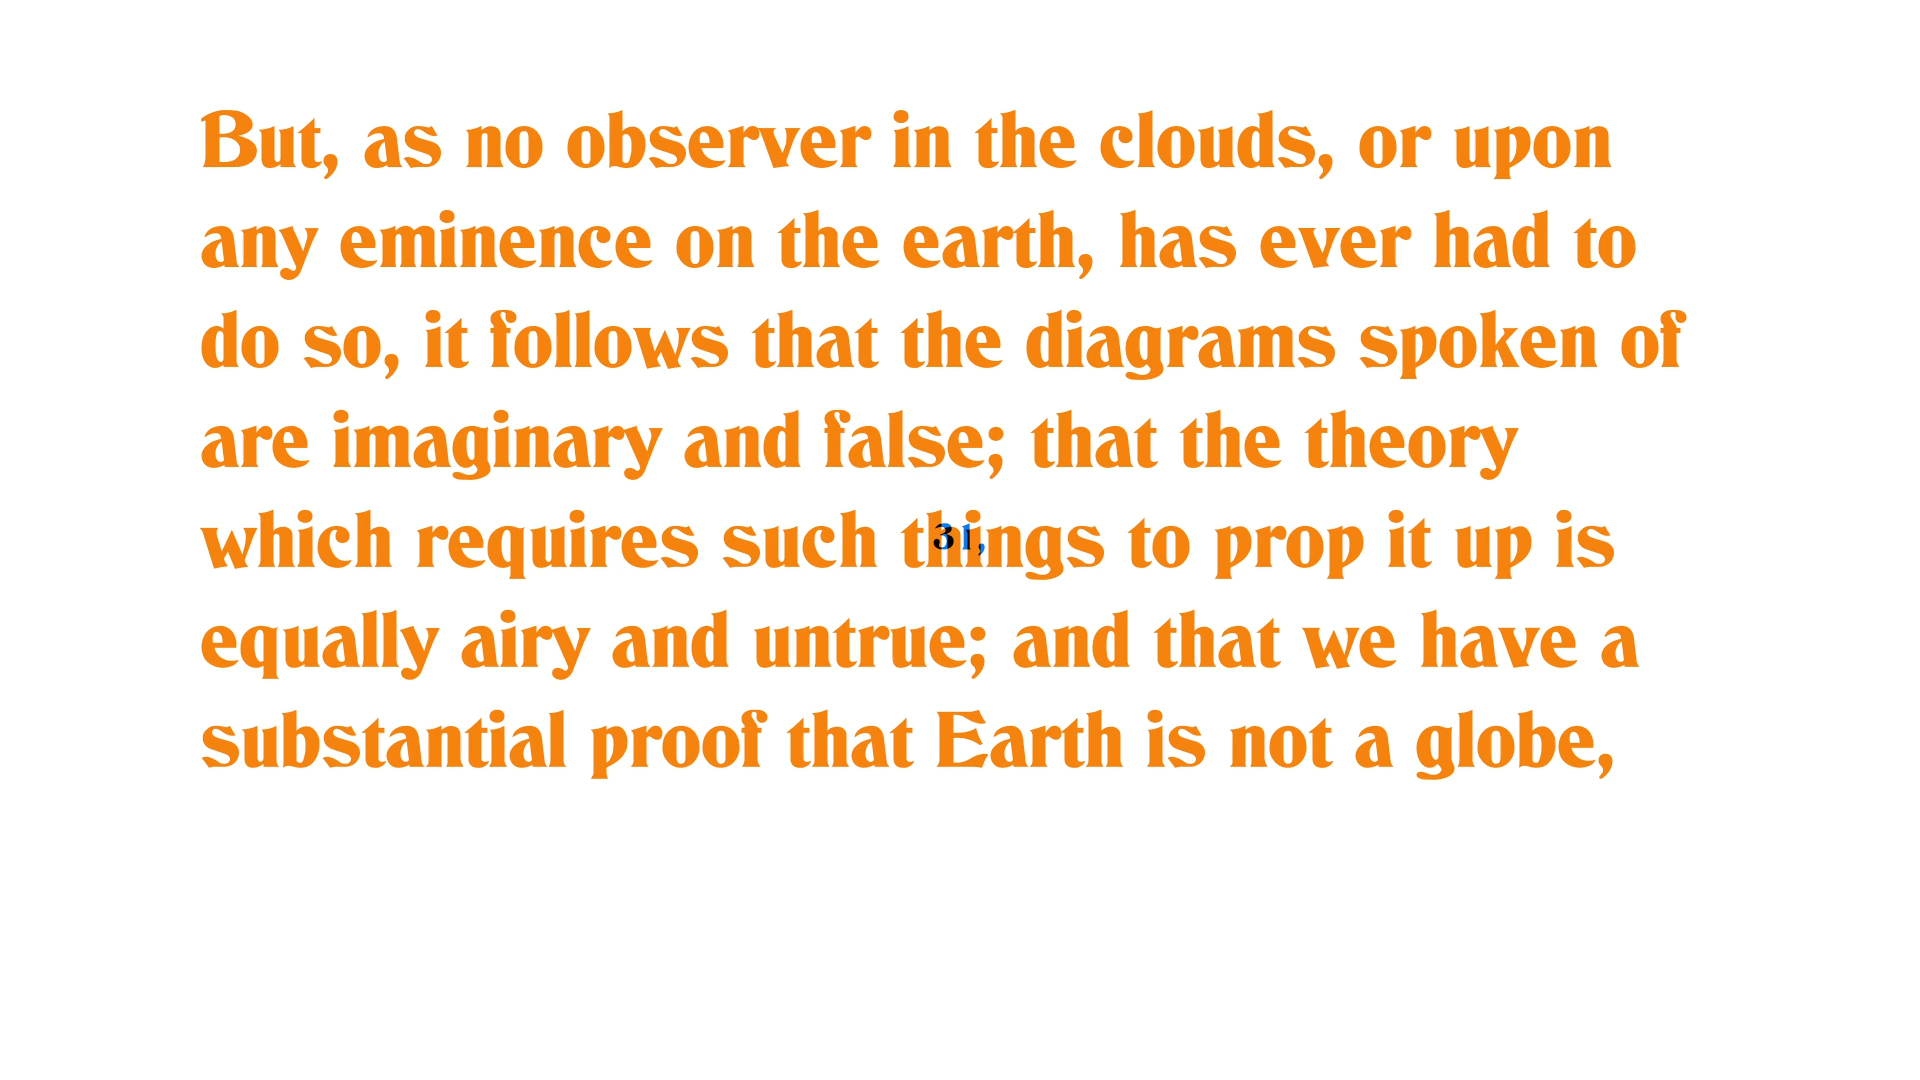 But, as no observer in the clouds, or upon
any eminence on the earth, has ever had to
do so, it follows that the diagrams spoken of
are imaginary and false; that the theory
which requires such things to prop it up is
equally airy and untrue; and that we have a
substantial proof that Earth is not a globe,
31,